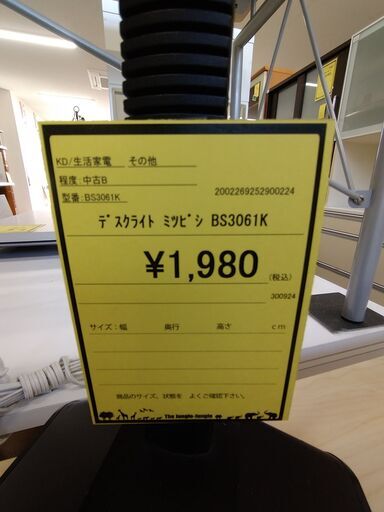 KD/生活家電 その他
程度:中古B
型番:BS3061K 2002269252900224
ﾃﾞｽｸﾗｲﾄ ﾐﾂﾋﾞｼ BS3061K
¥1,980 (税込)
300924
サイズ:幅 奥行 高さ cm
商品のサイズ、状態を よくご確認下さい。
The Jungle Jungle